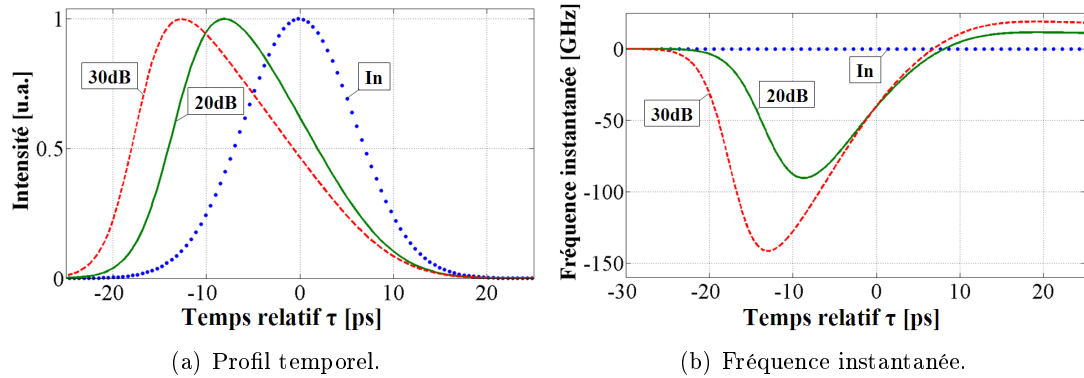 Intensité [u.a.]
1
0.5
0
30dB
20dB
In
-20
-10
0
10
20
Temps relatif τ [ps]
(a) Profil temporel.
Fréquence instantanée [GHz]
0
-50
-100
-150
In
20dB
30dB
-30
-20
-10
0
10
20
Temps relatif τ [ps]
(b) Fréquence instantanée.